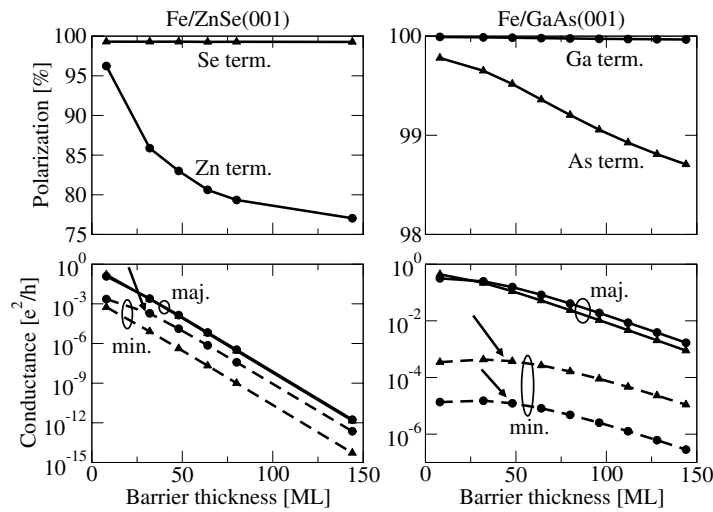 Fe/ZnSe(001)
Fe/GaAs(001)
Polarization [%]
100
95
90
85
80
75
Se term.
Zn term.
100
99
98
Ga term.
As term.
Conductance [e²/h]
10⁰
10⁻³
10⁻⁶
10⁻⁹
10⁻¹²
10⁻¹⁵
maj.
min.
0
50
100
150
Barrier thickness [ML]
10⁰
10⁻²
10⁻⁴
10⁻⁶
maj.
min.
0
50
100
150
Barrier thickness [ML]